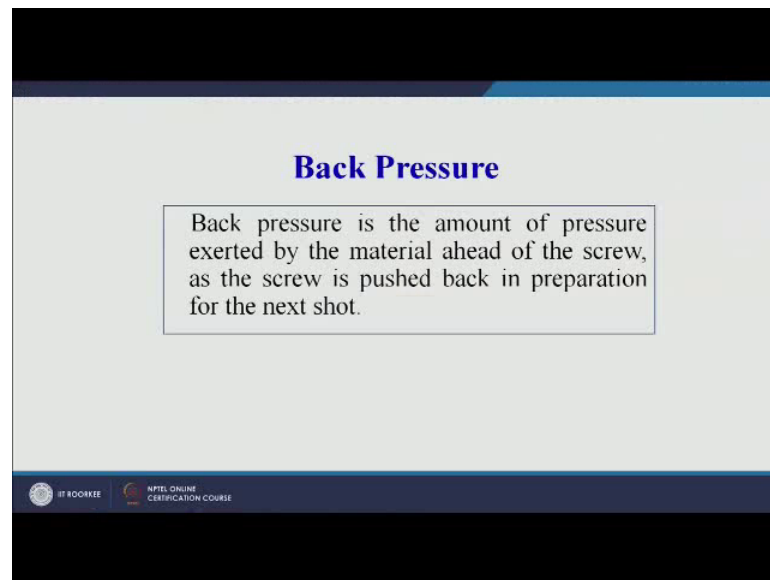 Back Pressure
Back pressure is the amount of pressure
exerted by the material ahead of the screw,
as the screw is pushed back in preparation
for the next shot.
IIT ROORKEE
NPTEL ONLINE
CERTIFICATION COURSE